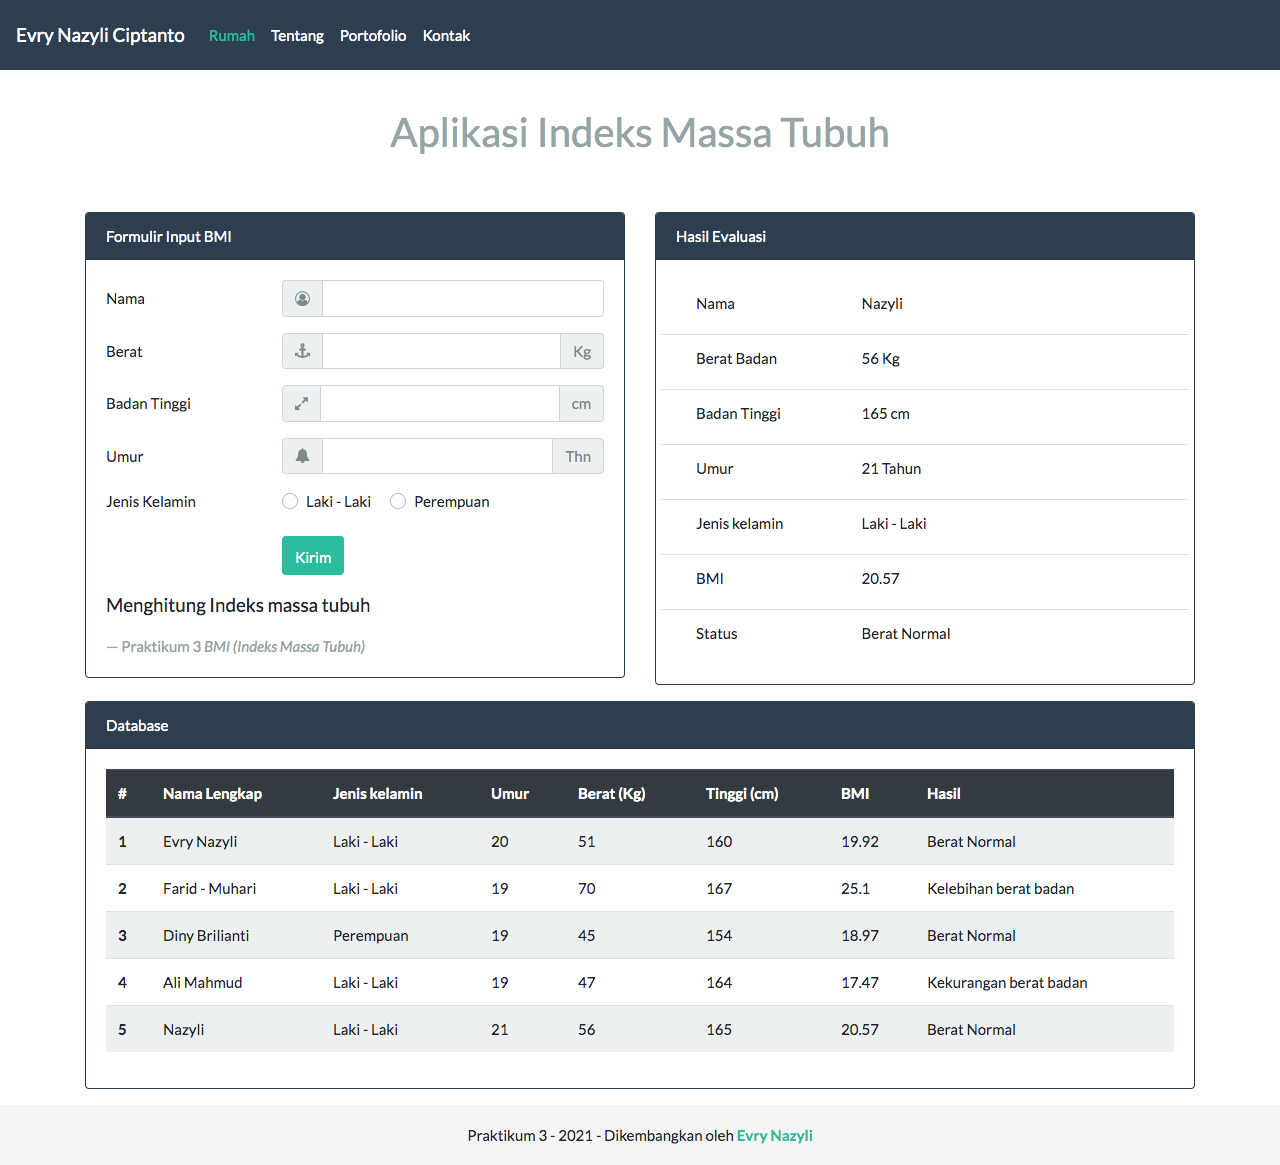 Evry Nazyli Ciptanto Rumah Tentang Portofolio Kontak
Aplikasi Indeks Massa Tubuh
Formulir Input BMI
Nama
Berat Kg
Badan Tinggi cm
Umur Thn
Jenis Kelamin Laki - Laki Perempuan
Kirim
Menghitung Indeks massa tubuh
— Praktikum 3 BMI (Indeks Massa Tubuh)
Hasil Evaluasi
Nama Nazyli
Berat Badan 56 Kg
Badan Tinggi 165 cm
Umur 21 Tahun
Jenis kelamin Laki - Laki
BMI 20.57
Status Berat Normal
Database
# Nama Lengkap Jenis kelamin Umur Berat (Kg) Tinggi (cm) BMI Hasil
1 Evry Nazyli Laki - Laki 20 51 160 19.92 Berat Normal
2 Farid - Muhari Laki - Laki 19 70 167 25.1 Kelebihan berat badan
3 Diny Brilianti Perempuan 19 45 154 18.97 Berat Normal
4 Ali Mahmud Laki - Laki 19 47 164 17.47 Kekurangan berat badan
5 Nazyli Laki - Laki 21 56 165 20.57 Berat Normal
Praktikum 3 - 2021 - Dikembangkan oleh Evry Nazyli